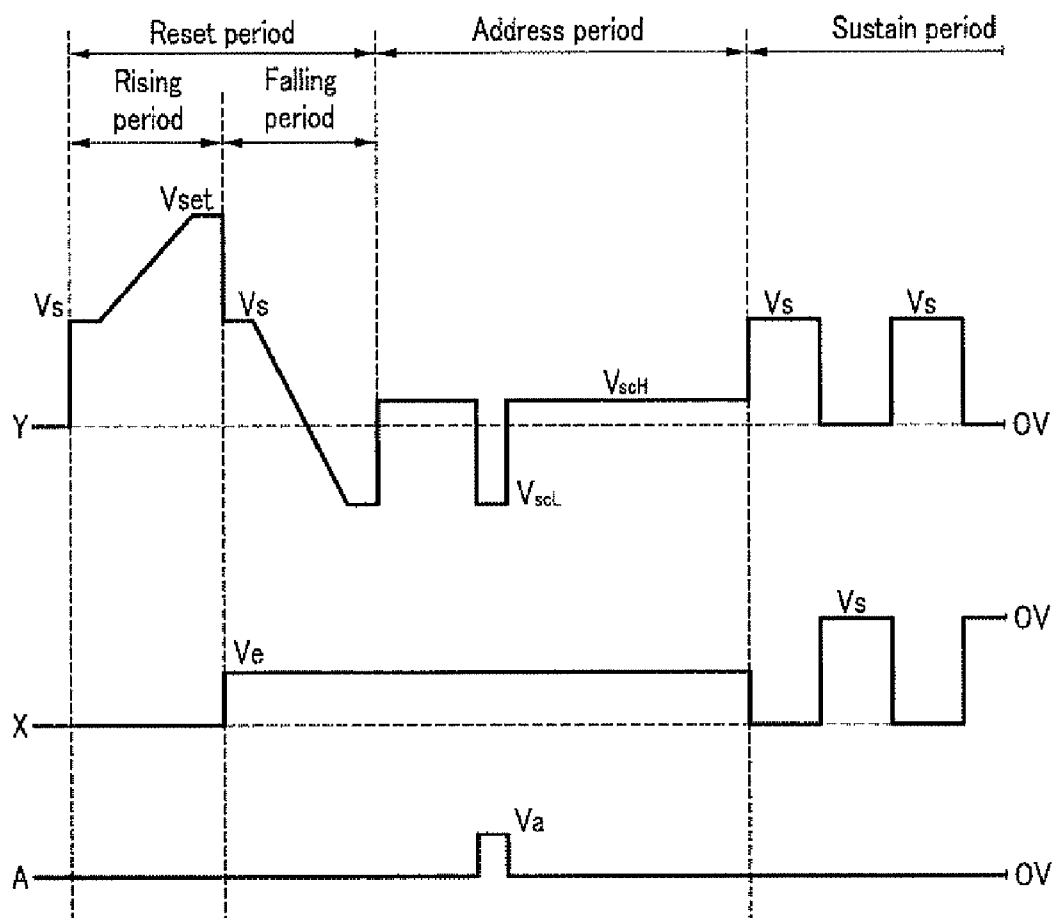 Reset period
Address period
Sustain period
Rising period
Falling period
Vset
Vs
Vs
Vs
Vs
VscH
Y
0V
VscL
Vs
0V
Ve
X
Va
A
0V